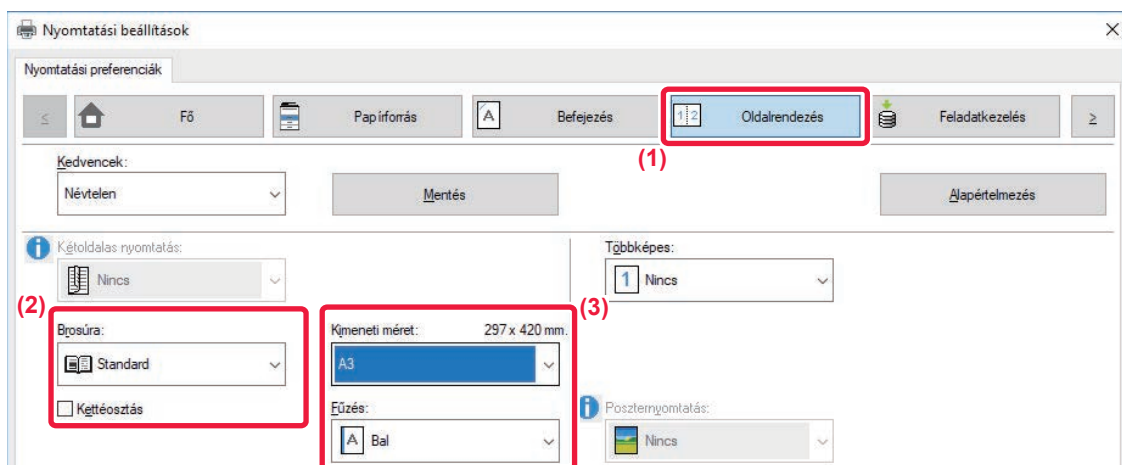 Nyomtatási beállítások
Nyomtatási preferenciák
< Fő Papírforrás A Befejezés 1 2 Oldalrendezés Feladatkezelés >
(1)
Kedvencek:
Névtelen Mentés Alapértelmezés
Kétoldalas nyomtatás: Többképes:
Nincs 1 Nincs
(2) (3)
Brosúra: Kimeneti méret: 297 x 420 mm.
Standard A3
Kettéosztás Fűzés: Poszternyomtatás:
A Bal Nincs